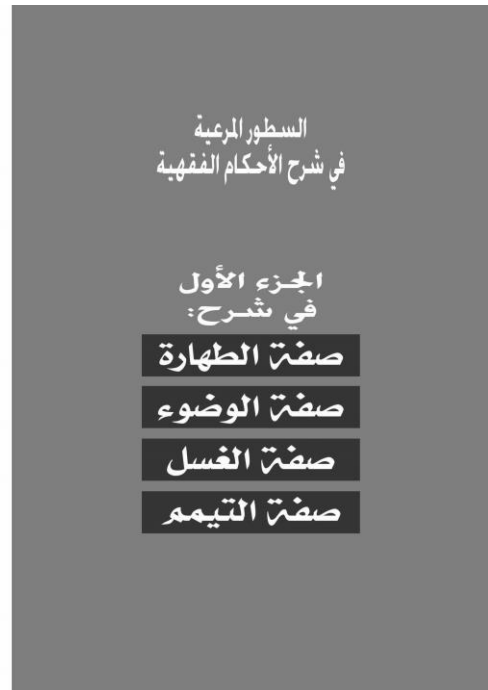 السطور المرعية
في شرح الأحكام الفقهية
الجزء الأول
في شرح:
صفة الطهارة
صفة الوضوء
صفة الغسل
صفة التيمم